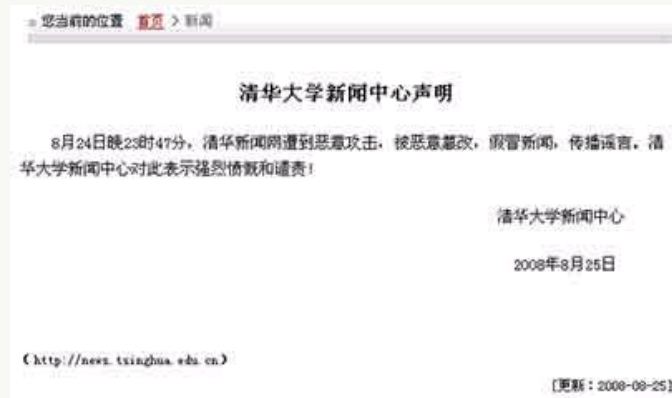 您当前的位置 首页 > 新闻
清华大学新闻中心声明
8月24日晚23时47分，清华新闻网遭到恶意攻击，被恶意篡改，假冒新闻，传播谣言。清
华大学新闻中心对此表示强烈愤慨和谴责！
清华大学新闻中心
2008年8月25日
(http://news.tsinghua.edu.cn)
[更新：2008-08-25]